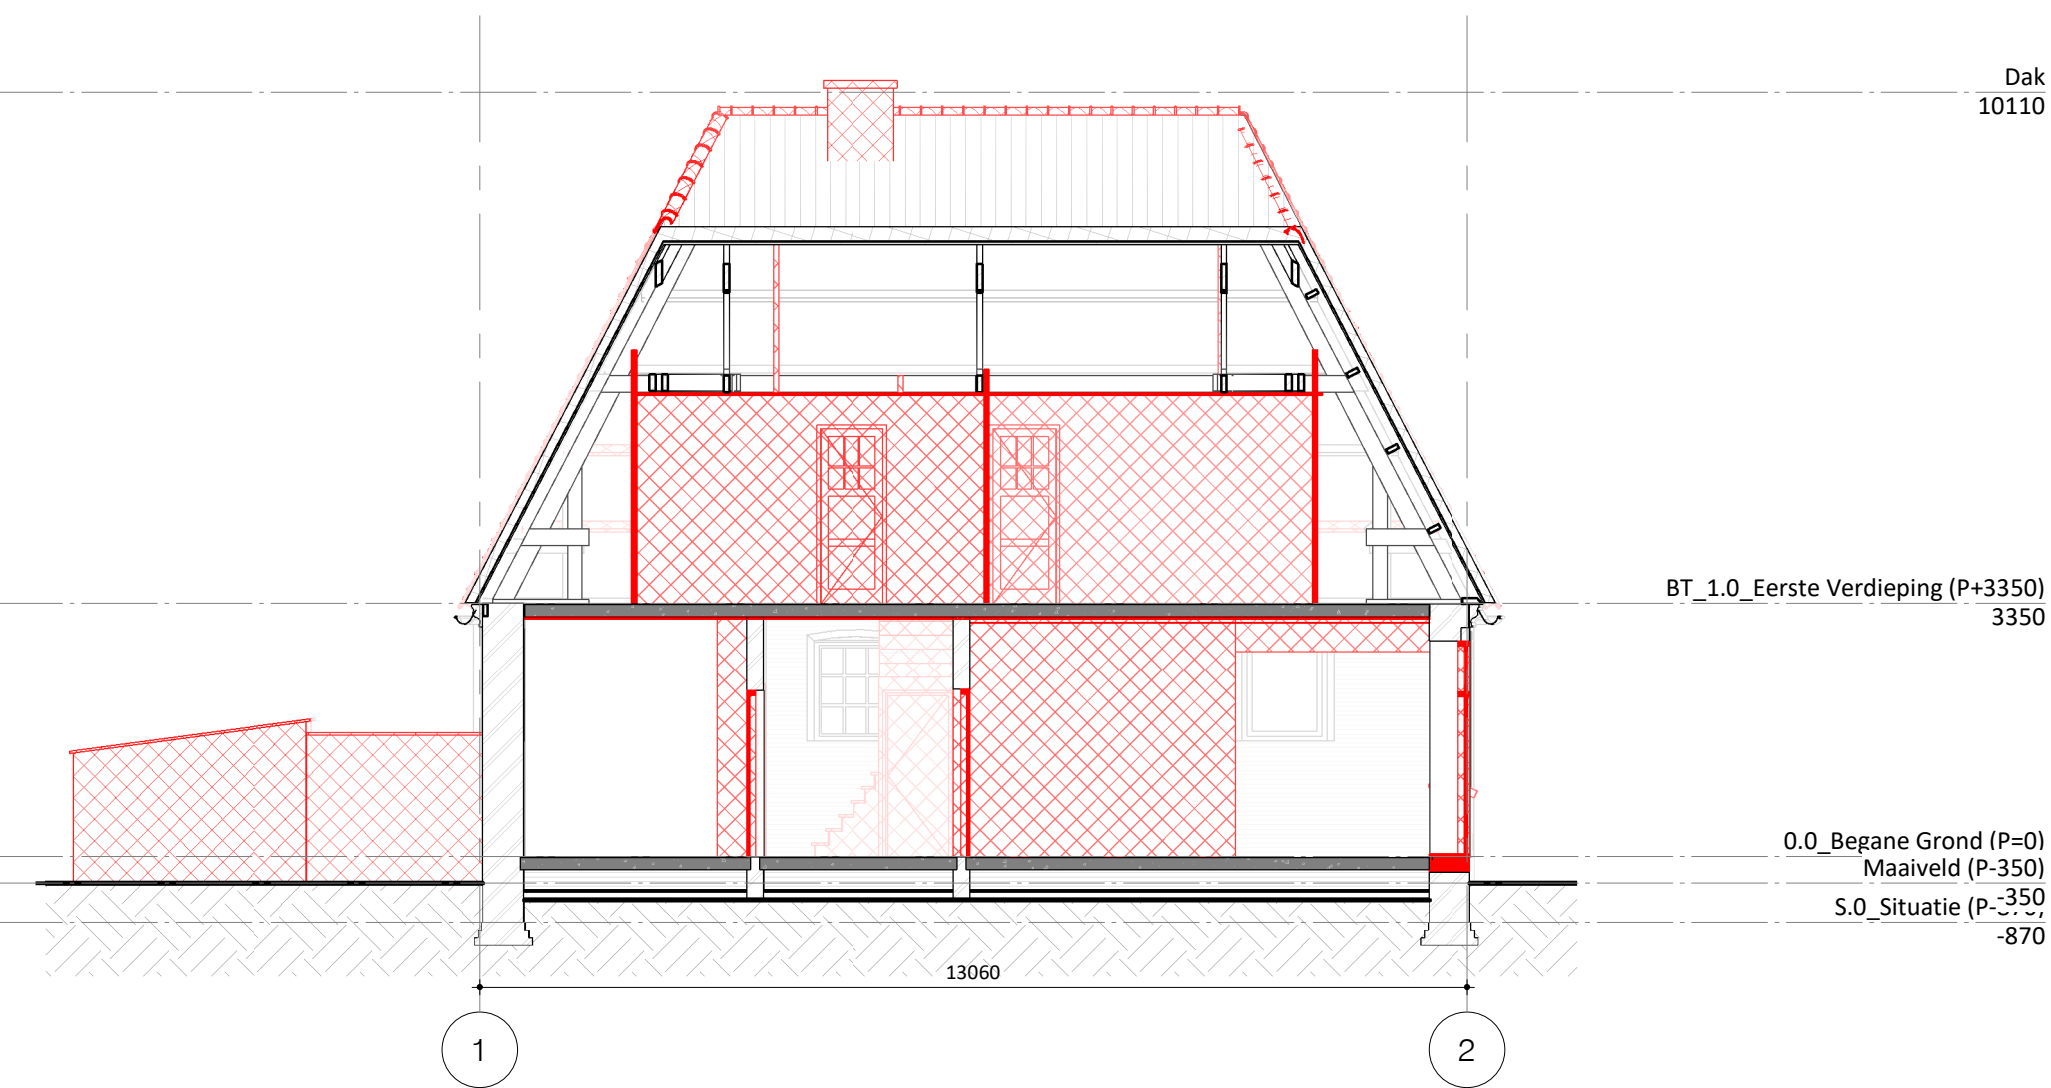 Dak
10110
BT_1.0_Eerste Verdieping (P+3350)
3350
0.0_Begane Grond (P=0)
Maaiveld (P-350)
-350
S.0_Situatie (P-
-870
13060
1
2